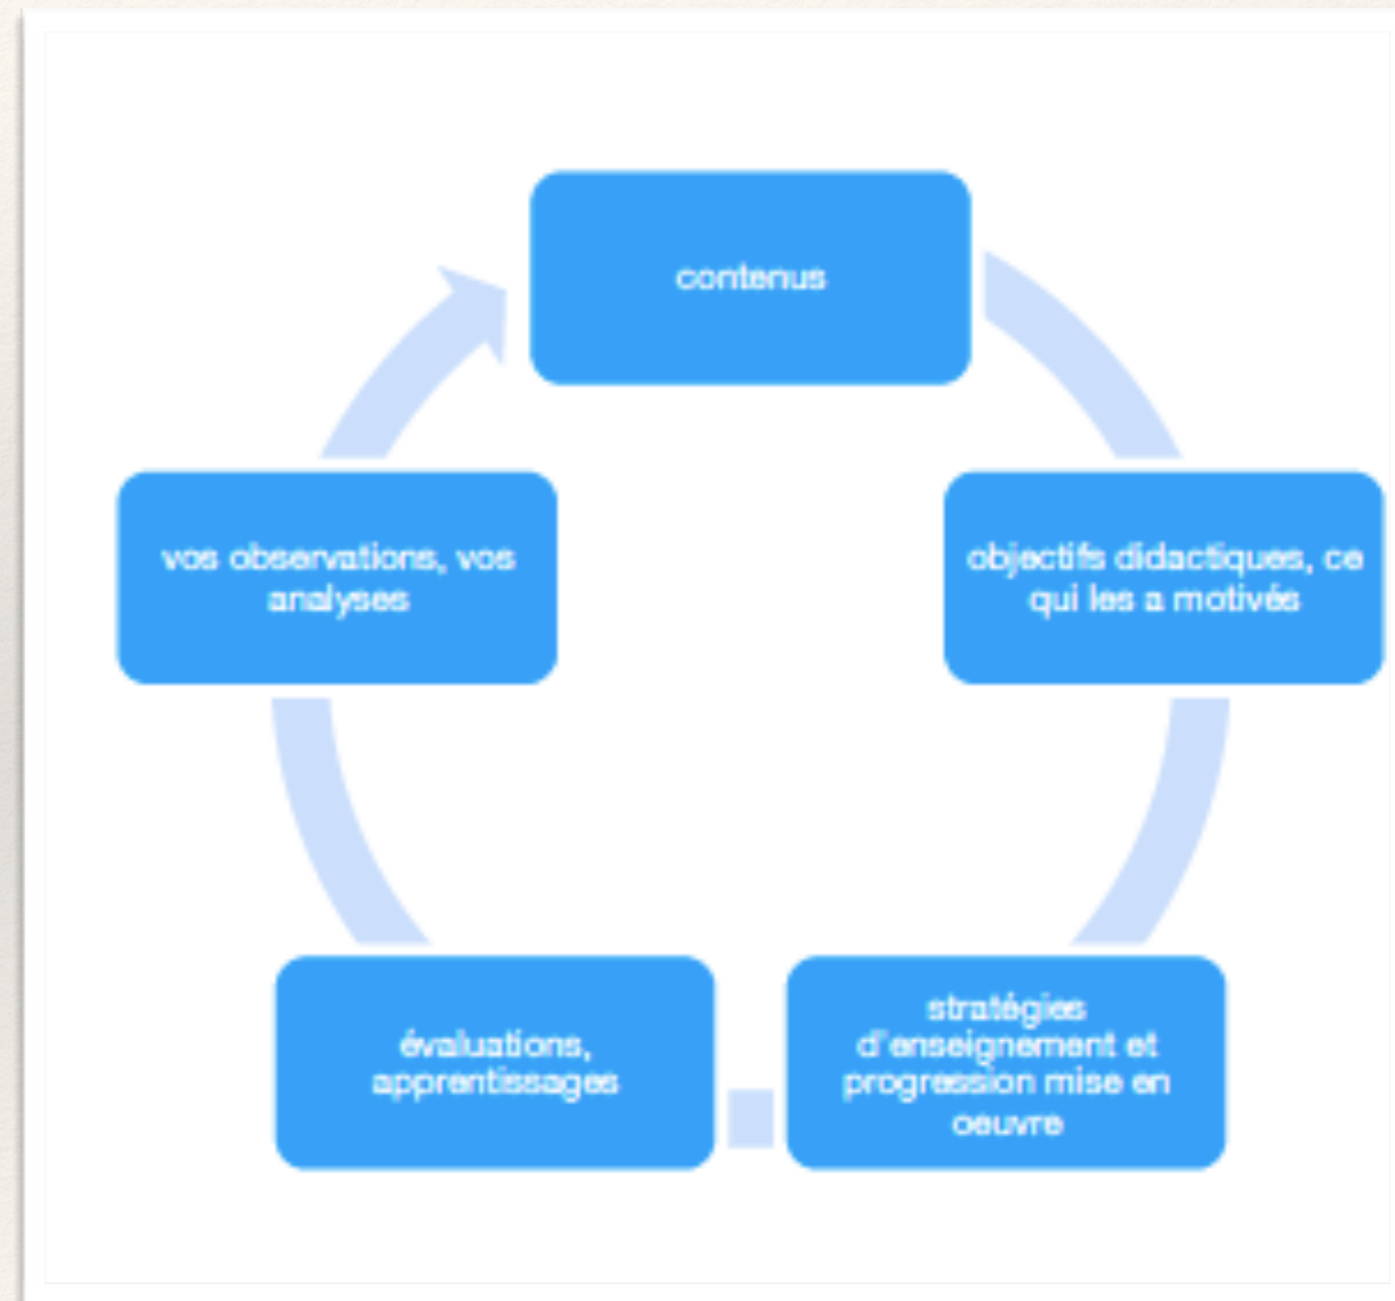 contenus
objectifs didactiques, ce
qui les a motivés
stratégies
d'enseignement et
progression mise en
oeuvre
évaluations,
apprentissages
vos observations, vos
analyses